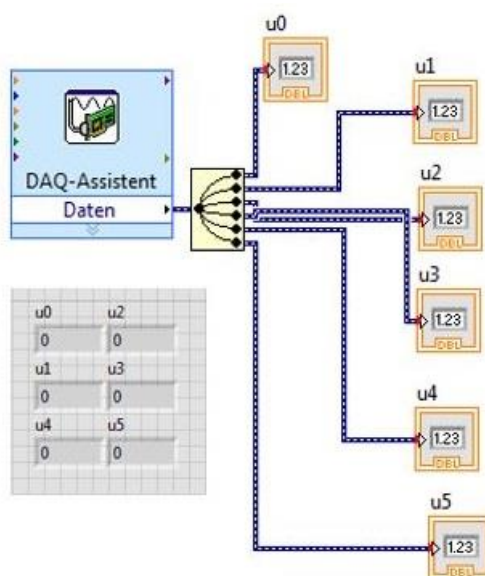 u0
1.23
DBL
u1
1.23
DBL
DAQ-Assistent
Daten
u2
1.23
DBL
u3
1.23
DBL
u0 u2
0 0
u1 u3
0 0
u4 u5
0 0
u4
1.23
DBL
u5
1.23
DBL